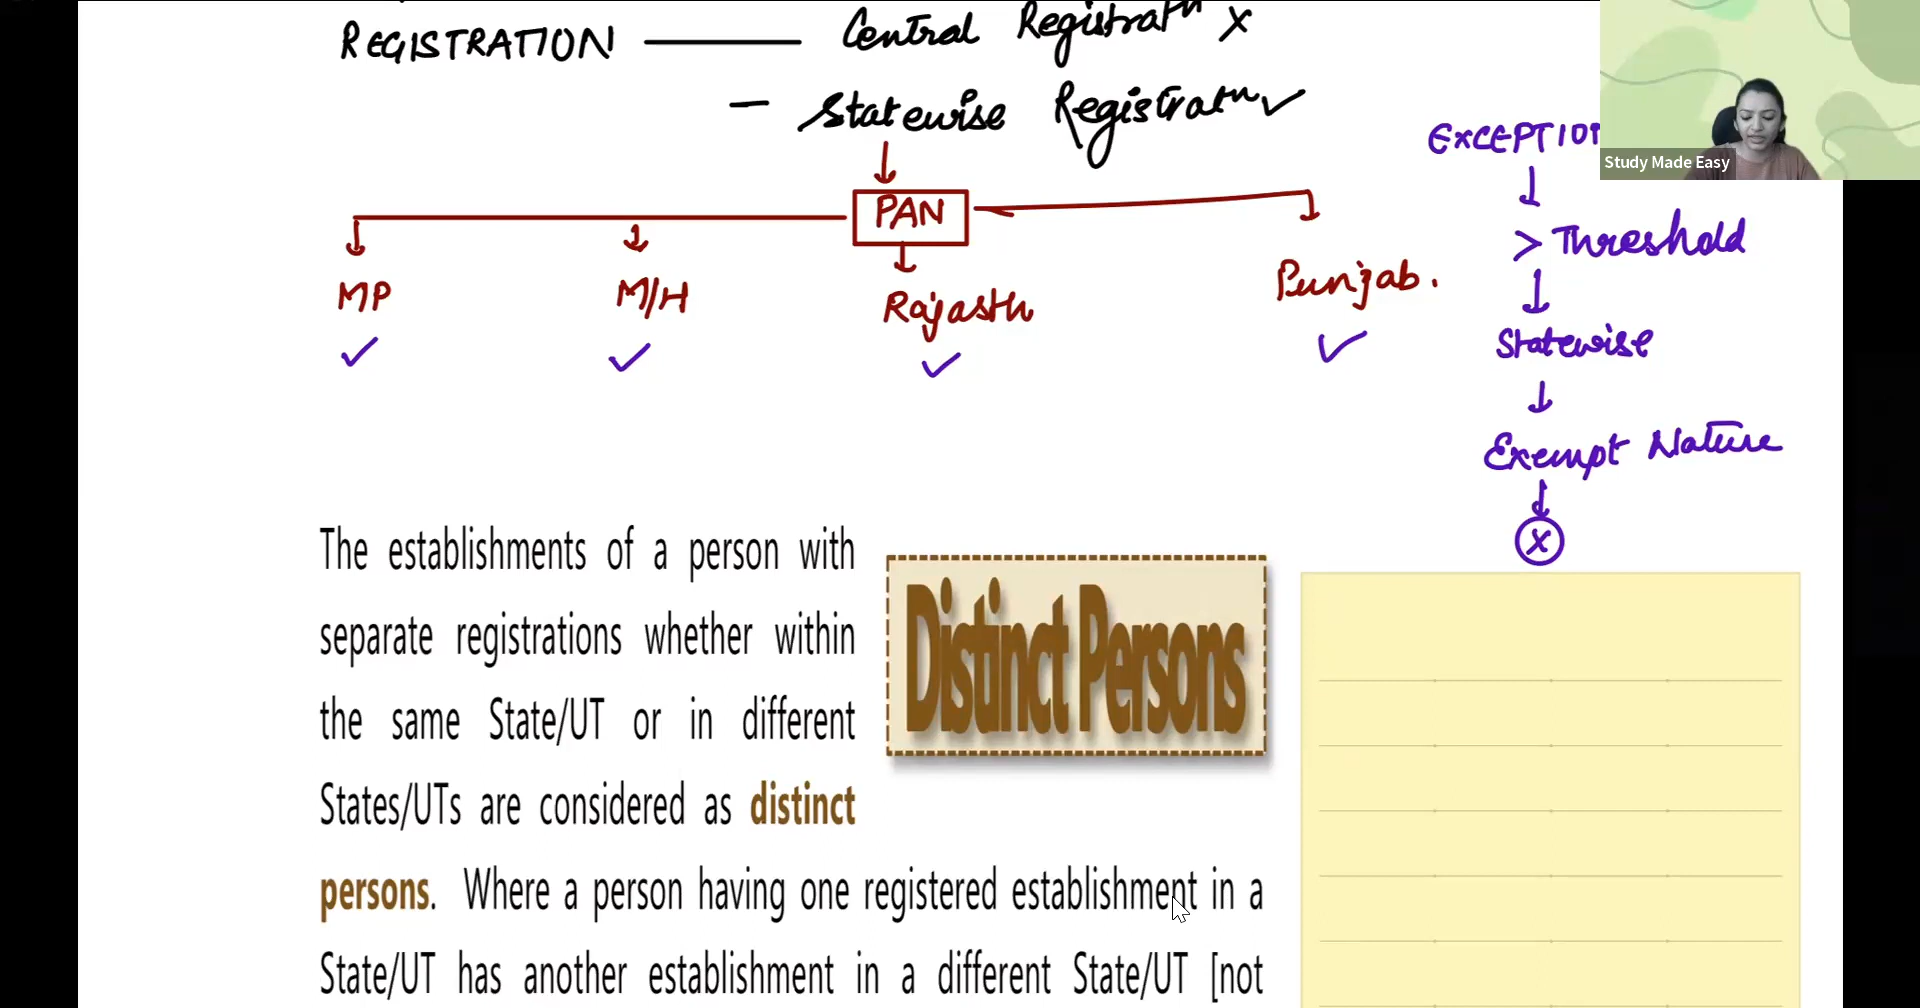 REGISTRATION — Central Registratn X
— Statewise Registratn ✓
EXCEPTION
Study Made Easy
PAN
> Threshold
MP
M/H
Rajasth
Punjab.
✓ ✓ ✓ ✓
Statewise
Exempt Nature
X
The establishments of a person with
separate registrations whether within
the same State/UT or in different
States/UTs are considered as distinct
persons. Where a person having one registered establishment in a
State/UT has another establishment in a different State/UT [not
Distinct Persons